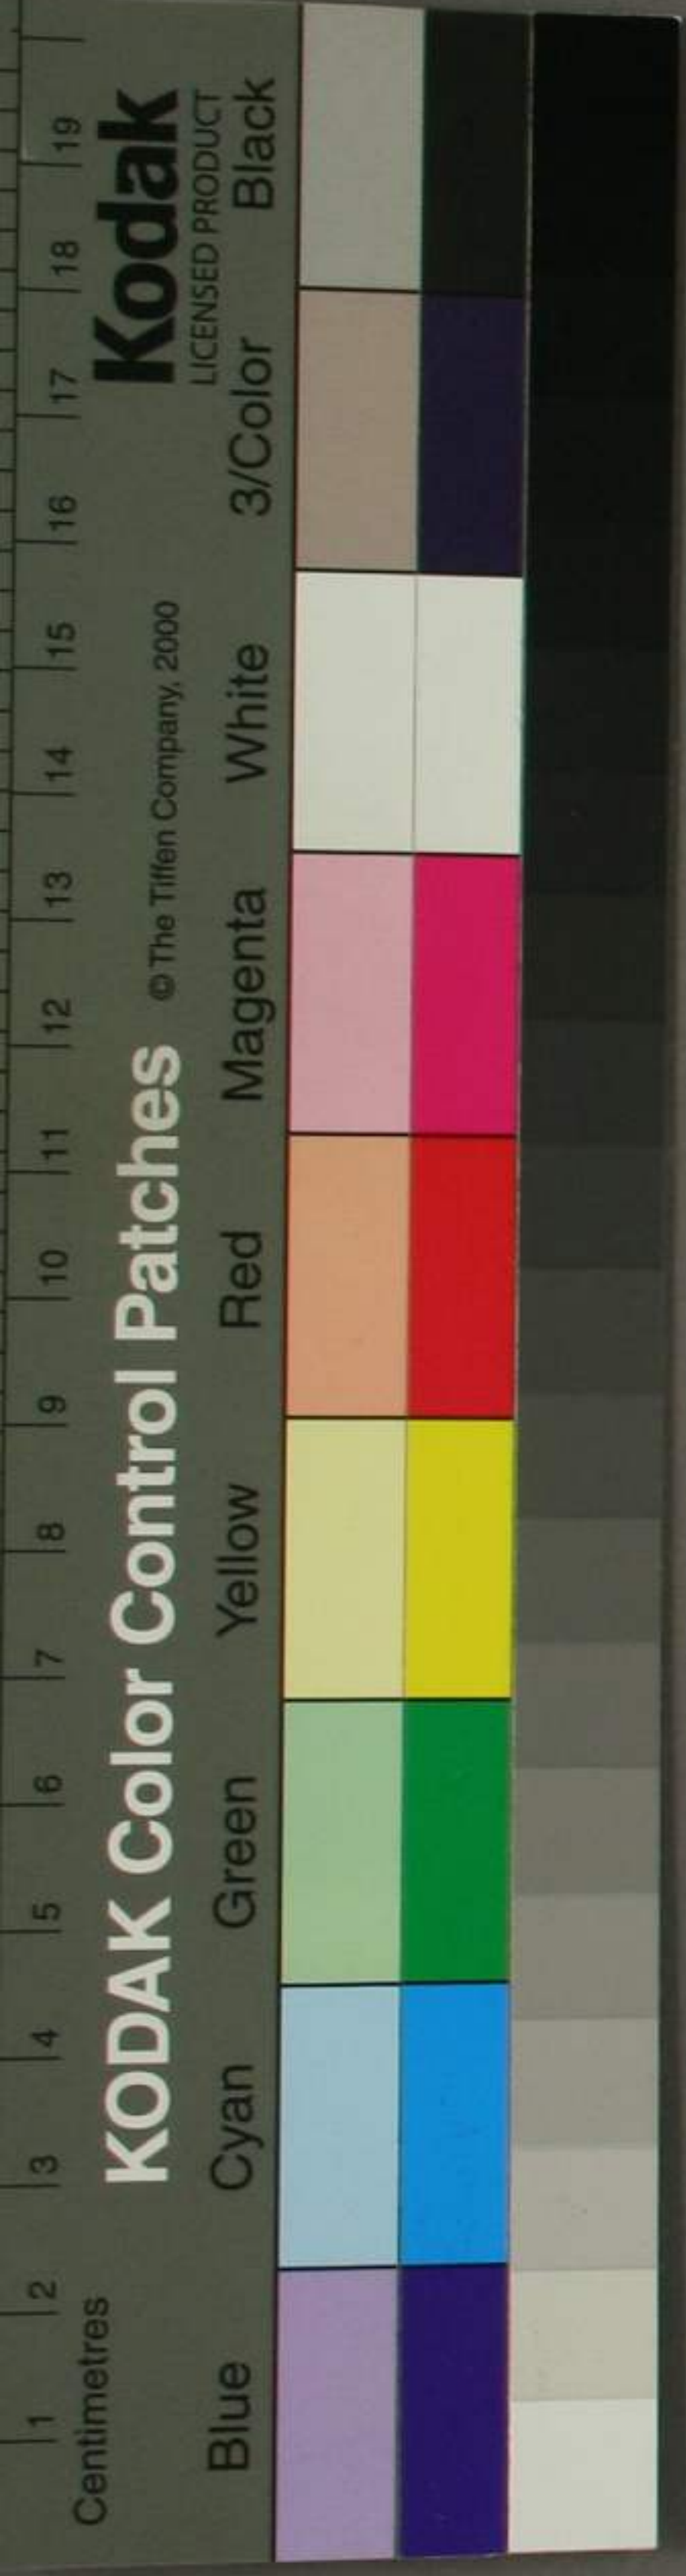 Centimetres
1 2 3 4 5 6 7 8 9 10 11 12 13 14 15 16 17 18 19
KODAK Color Control Patches © The Tiffen Company, 2000 Kodak
LICENSED PRODUCT
Blue Cyan Green Yellow Red Magenta White 3/Color Black